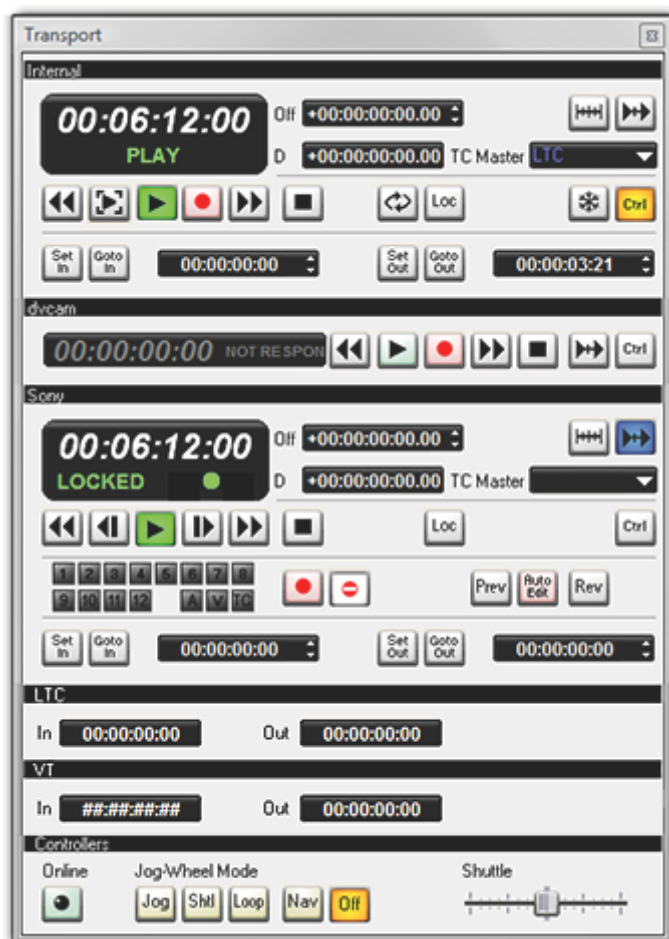 Transport
Internal
00:06:12:00 Off +00:00:00:00.00
PLAY D +00:00:00:00.00 TC Master LTC
Loc Ctrl
Set In Goto In 00:00:00:00 Set Out Goto Out 00:00:03:21
dvcam
00:00:00:00 NOT RESPON Ctrl
Sony
00:06:12:00 Off +00:00:00:00.00
LOCKED D +00:00:00:00.00 TC Master
Loc Ctrl
1 2 3 4 5 6 7 8
9 10 11 12 A V TC Prev Auto Edit Rev
Set In Goto In 00:00:00:00 Set Out Goto Out 00:00:00:00
LTC
In 00:00:00:00 Out 00:00:00:00
VT
In ##:##:##:## Out 00:00:00:00
Controllers
Online Jog-Wheel Mode Shuttle
Jog Shtl Loop Nav Off